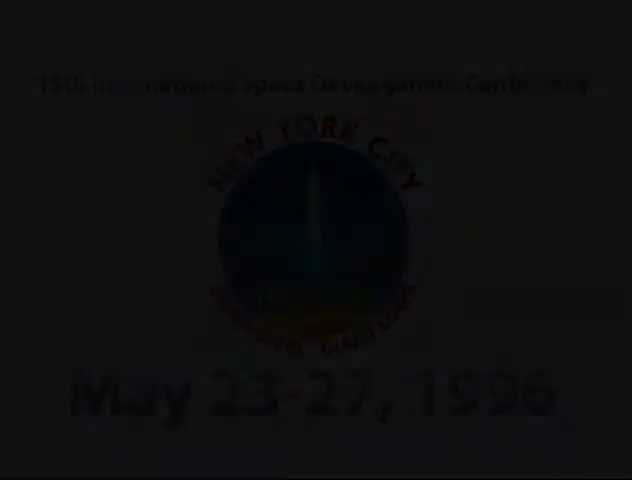 15th International Space Development Conference
NEW YORK CITY
May 23-27, 1996